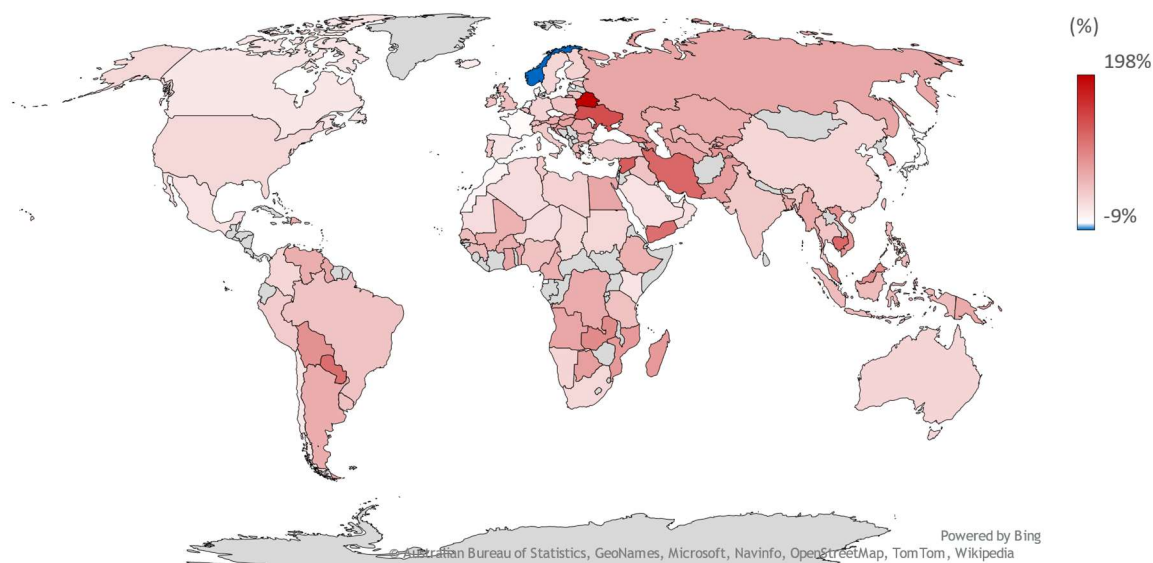 (%)
198%
-9%
Powered by Bing
© Australian Bureau of Statistics, GeoNames, Microsoft, Navinfo, OpenStreetMap, TomTom, Wikipedia